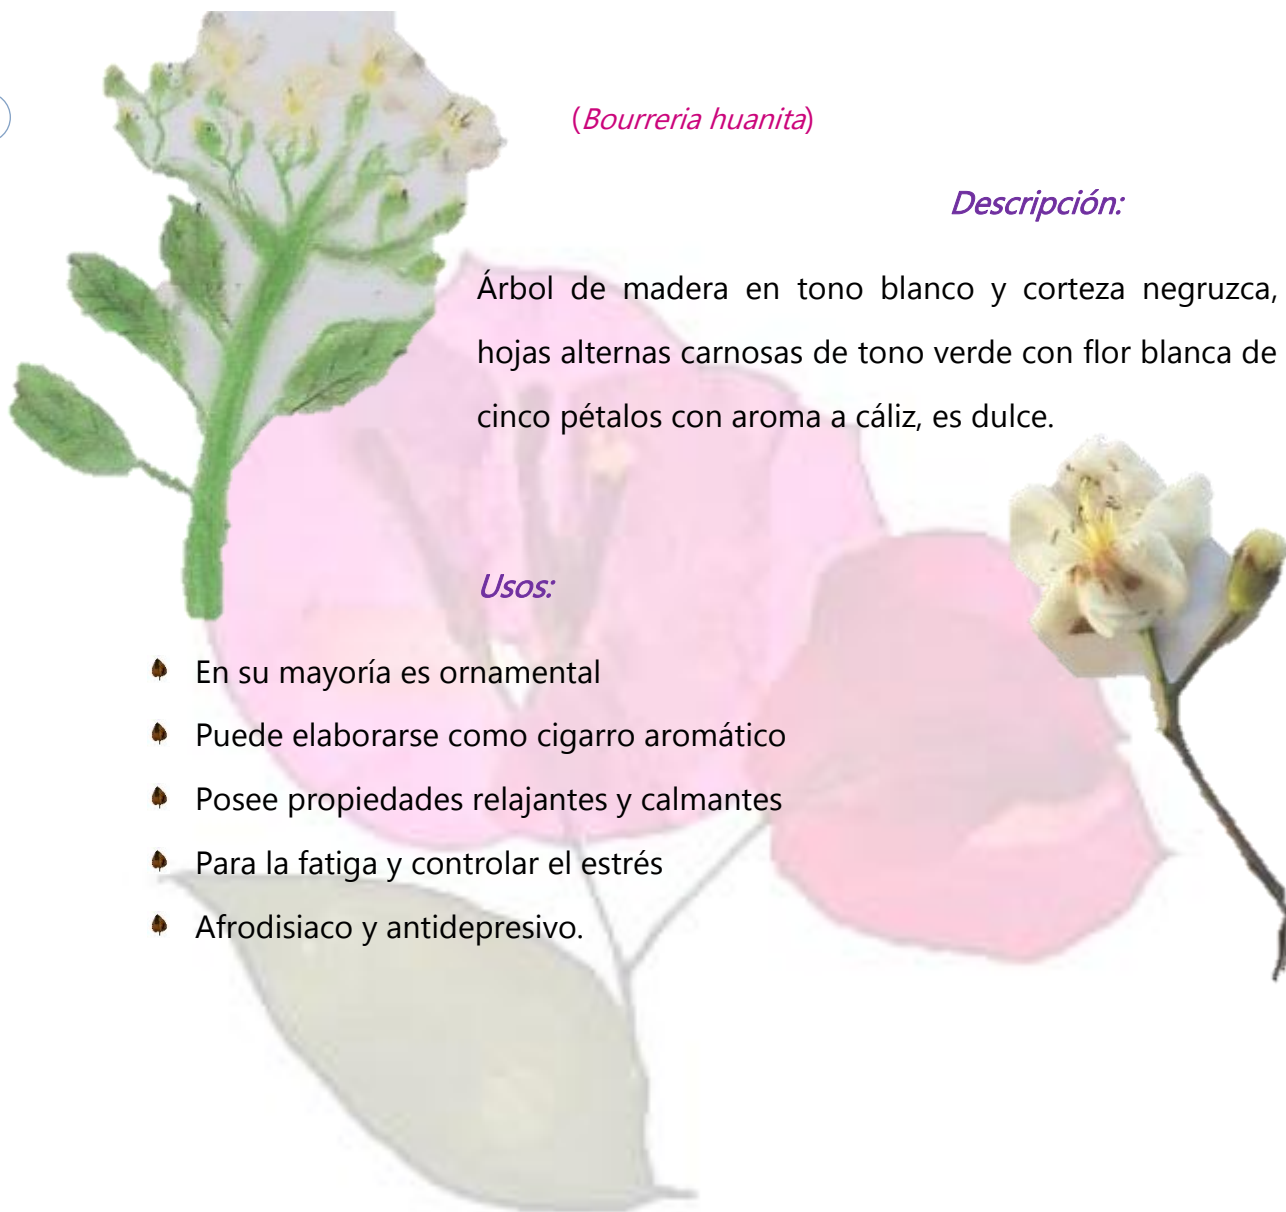 (Bourreria huanita)
Descripción:
Árbol de madera en tono blanco y corteza negruzca,
hojas alternas carnosas de tono verde con flor blanca de
cinco pétalos con aroma a cáliz, es dulce.
Usos:
En su mayoría es ornamental
Puede elaborarse como cigarro aromático
Posee propiedades relajantes y calmantes
Para la fatiga y controlar el estrés
Afrodisiaco y antidepresivo.